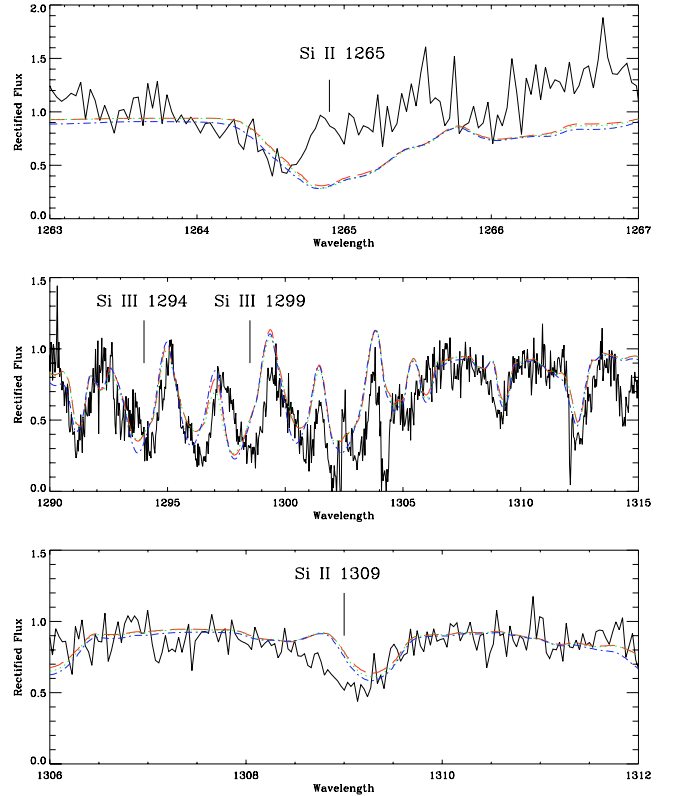 2.0
Si II 1265
1.5
1.0
0.5
0.0
Rectified Flux
1263 1264 1265 1266 1267
Wavelength
1.5
Si III 1294 Si III 1299
1.0
0.5
0.0
Rectified Flux
1290 1295 1300 1305 1310 1315
Wavelength
1.5
Si II 1309
1.0
0.5
0.0
Rectified Flux
1306 1308 1310 1312
Wavelength